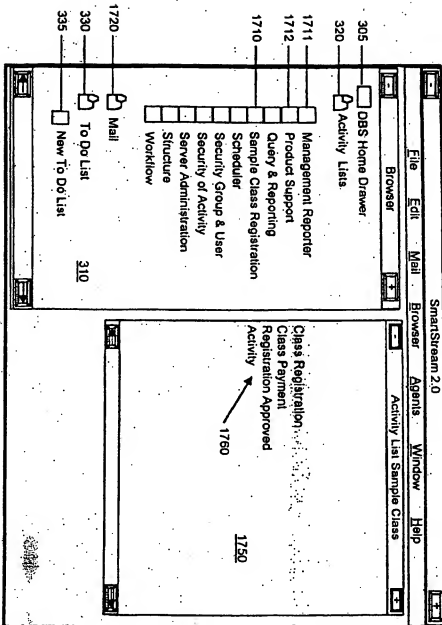 SmartStream 2.0
File Edit Mail Browser Agents Window Help
Browser
Activity List Sample Class
305
DBS Home Drawer
320
Activity Lists
1711
Management Reporter
1712
Product Support
Query & Reporting
1710
Sample Class Registration
Scheduler
Security Group & User
Security of Activity
Server Administration
Structure
Workflow
1720
Mail
330
To Do List
335
New To Do List
310
Class Registration
Class Payment
Registration Approved
Activity
1760
1750